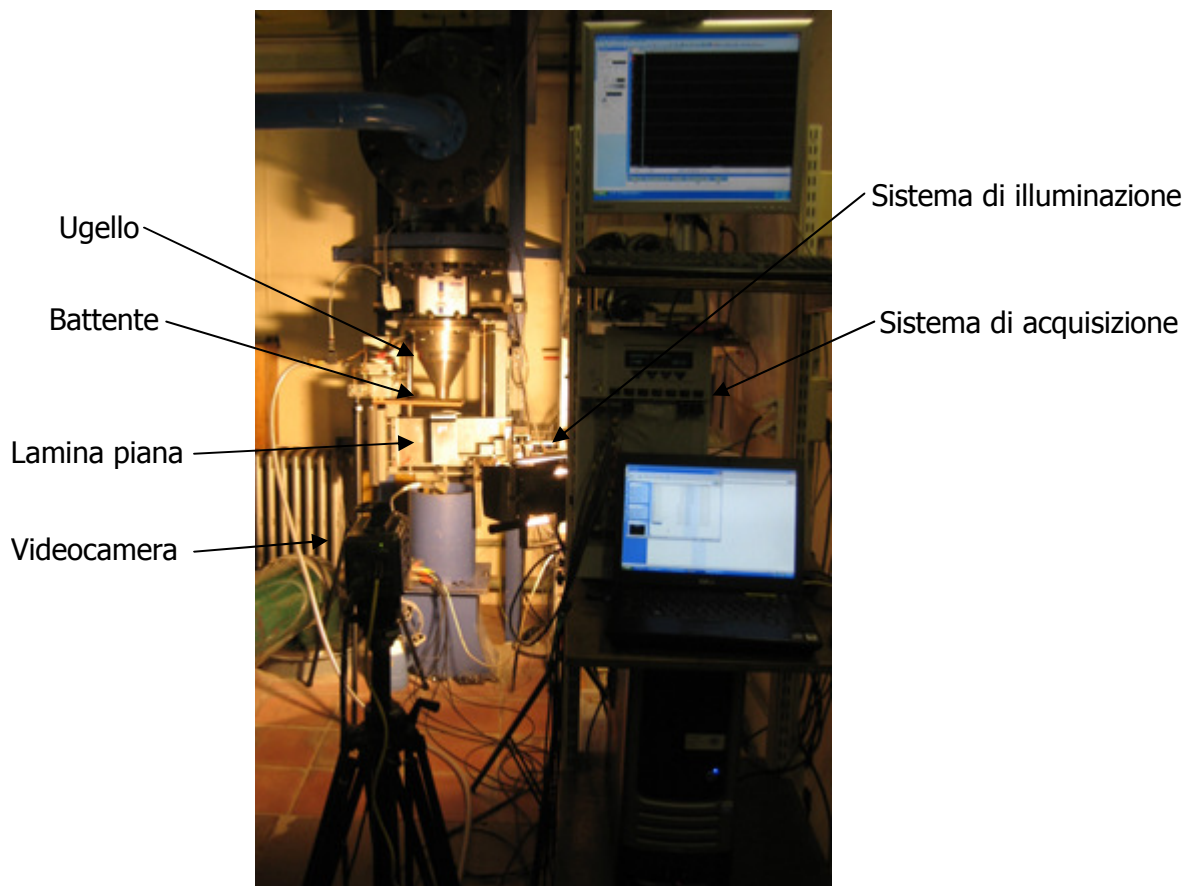 Ugello
Battente
Lamina piana
Videocamera
Sistema di illuminazione
Sistema di acquisizione